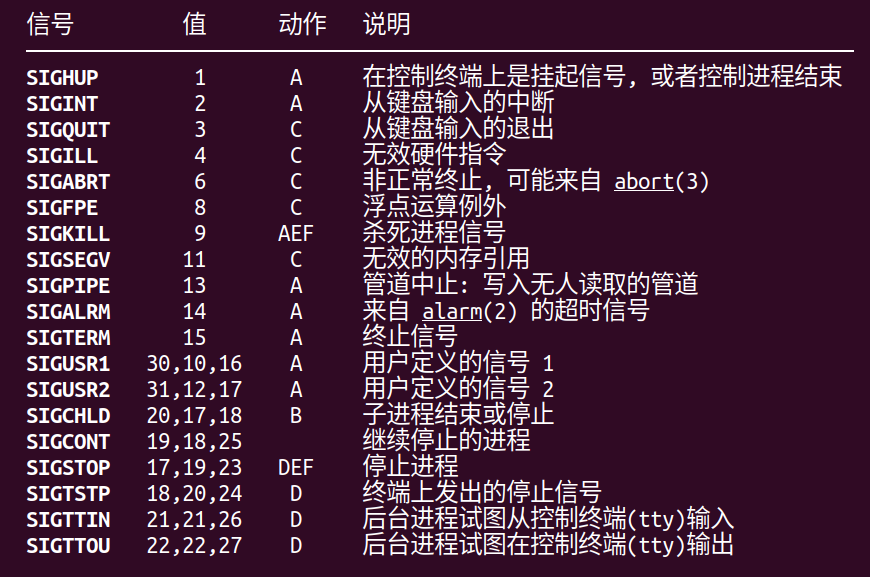 信号 值 动作 说明
SIGHUP 1 A 在控制终端上是挂起信号, 或者控制进程结束
SIGINT 2 A 从键盘输入的中断
SIGQUIT 3 C 从键盘输入的退出
SIGILL 4 C 无效硬件指令
SIGABRT 6 C 非正常终止, 可能来自 abort(3)
SIGFPE 8 C 浮点运算例外
SIGKILL 9 AEF 杀死进程信号
SIGSEGV 11 C 无效的内存引用
SIGPIPE 13 A 管道中止: 写入无人读取的管道
SIGALRM 14 A 来自 alarm(2) 的超时信号
SIGTERM 15 A 终止信号
SIGUSR1 30,10,16 A 用户定义的信号 1
SIGUSR2 31,12,17 A 用户定义的信号 2
SIGCHLD 20,17,18 B 子进程结束或停止
SIGCONT 19,18,25 继续停止的进程
SIGSTOP 17,19,23 DEF 停止进程
SIGTSTP 18,20,24 D 终端上发出的停止信号
SIGTTIN 21,21,26 D 后台进程试图从控制终端(tty)输入
SIGTTOU 22,22,27 D 后台进程试图在控制终端(tty)输出